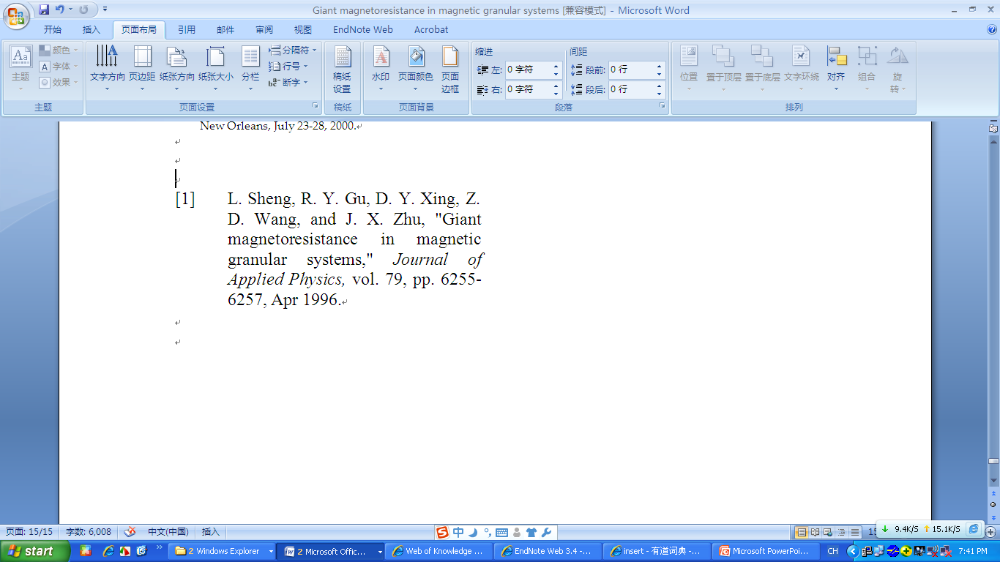 Giant magnetoresistance in magnetic granular systems [兼容模式] - Microsoft Word
开始 插入 页面布局 引用 邮件 审阅 视图 EndNote Web Acrobat
主题 颜色 字体 效果
文字方向 页边距 纸张方向 纸张大小 分栏 分隔符 行号 断字
稿纸设置
水印 页面颜色 页面边框
缩进 间距
左: 0 字符 段前: 0 行
右: 0 字符 段后: 0 行
位置 置于顶层 置于底层 文字环绕 对齐 组合 旋转
主题 页面设置 稿纸 页面背景 段落 排列
New Orleans, July 23-28, 2000.
[1] L. Sheng, R. Y. Gu, D. Y. Xing, Z.
D. Wang, and J. X. Zhu, "Giant
magnetoresistance in magnetic
granular systems," Journal of
Applied Physics, vol. 79, pp. 6255-
6257, Apr 1996.
页面: 15/15 字数: 6,008 中文(中国) 插入
中
9.4K/S 15.1K/S
start 2 Windows Explorer 2 Microsoft Offic... Web of Knowledge ... EndNote Web 3.4 -... insert - 有道词典 -... Microsoft PowerPoi... CH 7:41 PM